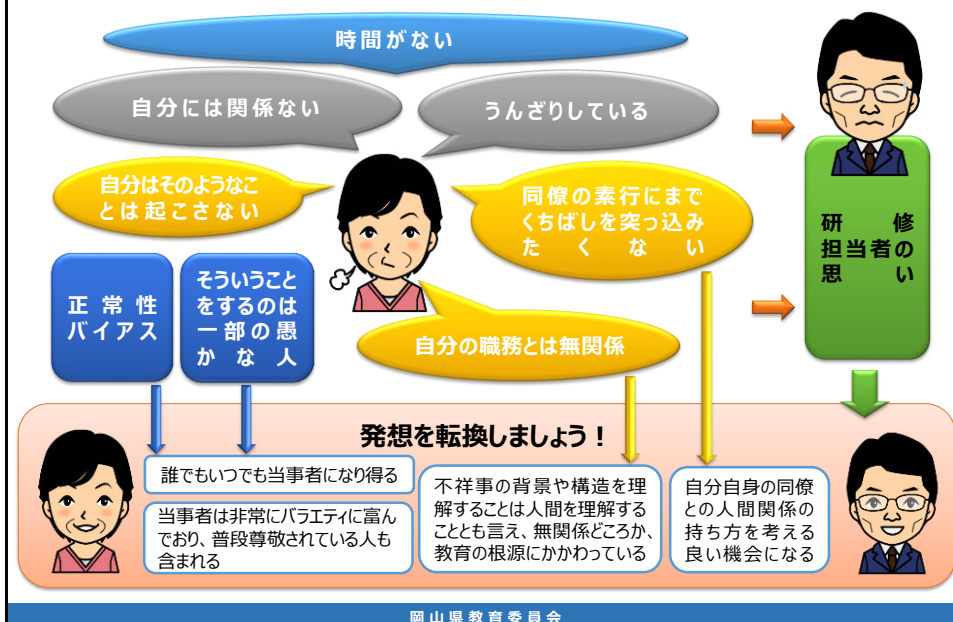 時間がない
自分には関係ない
うんざりしている
自分はそのようなこ
とは起こさない
同僚の素行にまで
くちばしを突っ込み
たくない
正常性
バイアス
そういうこと
をするのは
一部の愚
かな人
自分の職務とは無関係
研修
担当者の
思い
発想を転換しましょう！
誰でもいつでも当事者になり得る
当事者は非常にバラエティに富ん
でおり、普段尊敬されている人も
含まれる
不祥事の背景や構造を理
解することは人間を理解する
こととも言え、無関係どころか、
教育の根源にかかわっている
自分自身の同僚
との人間関係の
持ち方を考える
良い機会になる
岡山県教育委員会